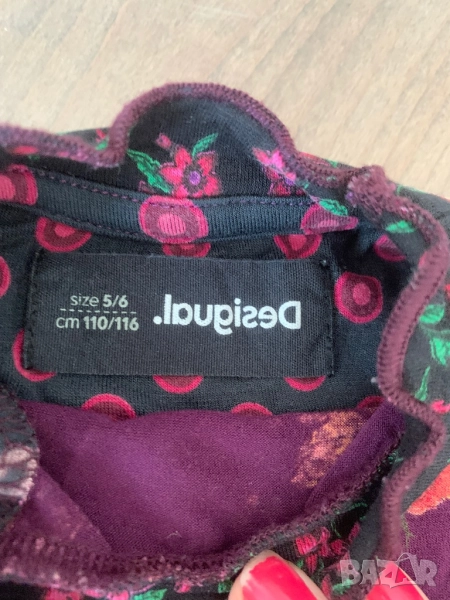 size 5/6
cm 110/116
Desigual.
BAZAR